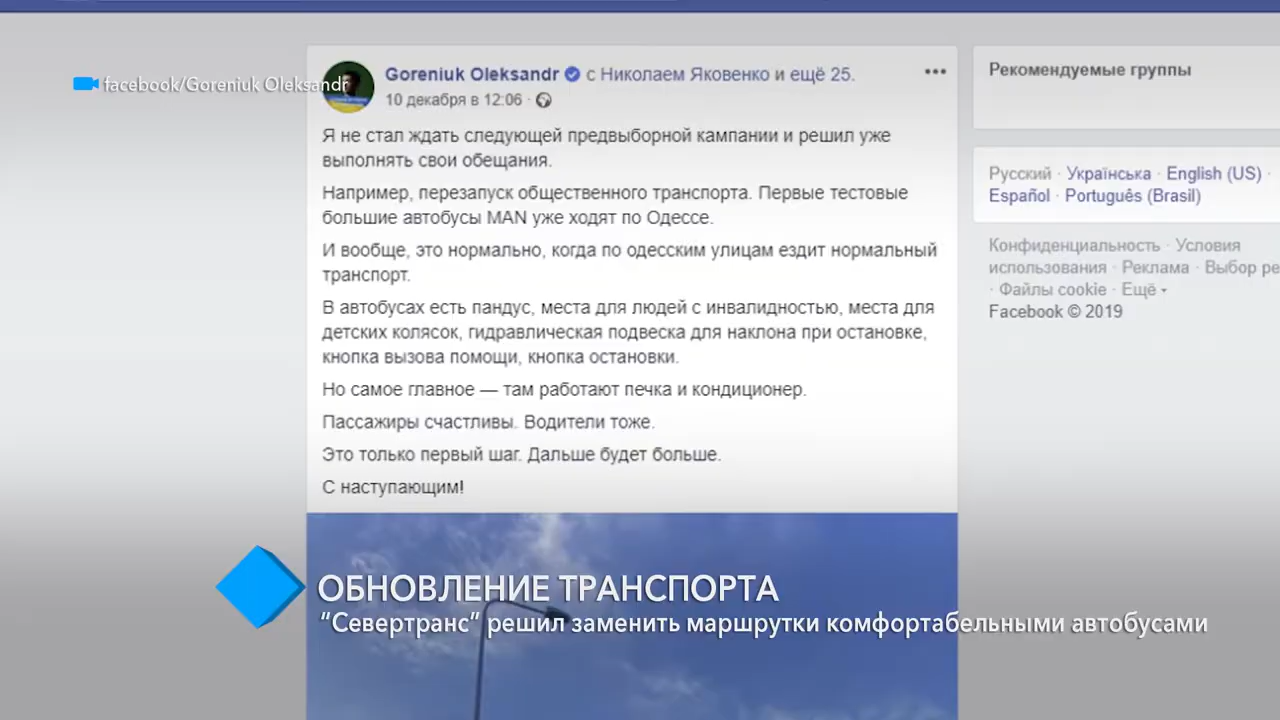 facebook/Goreniuk Oleksandr
Goreniuk Oleksandr с Николаем Яковенко и ещё 25.
10 декабря в 12:06 ·
Я не стал ждать следующей предвыборной кампании и решил уже
выполнять свои обещания.
Например, перезапуск общественного транспорта. Первые тестовые
большие автобусы MAN уже ходят по Одессе.
И вообще, это нормально, когда по одесским улицам ездит нормальный
транспорт.
В автобусах есть пандус, места для людей с инвалидностью, места для
детских колясок, гидравлическая подвеска для наклона при остановке,
кнопка вызова помощи, кнопка остановки.
Но самое главное — там работают печка и кондиционер.
Пассажиры счастливы. Водители тоже.
Это только первый шаг. Дальше будет больше.
С наступающим!
Рекомендуемые группы
Русский · Українська · English (US) ·
Español · Português (Brasil)
Конфиденциальность · Условия
использования · Реклама · Выбор ре
· Файлы cookie · Ещё
Facebook © 2019
ОБНОВЛЕНИЕ ТРАНСПОРТА
“Севертранс” решил заменить маршрутки комфортабельными автобусами